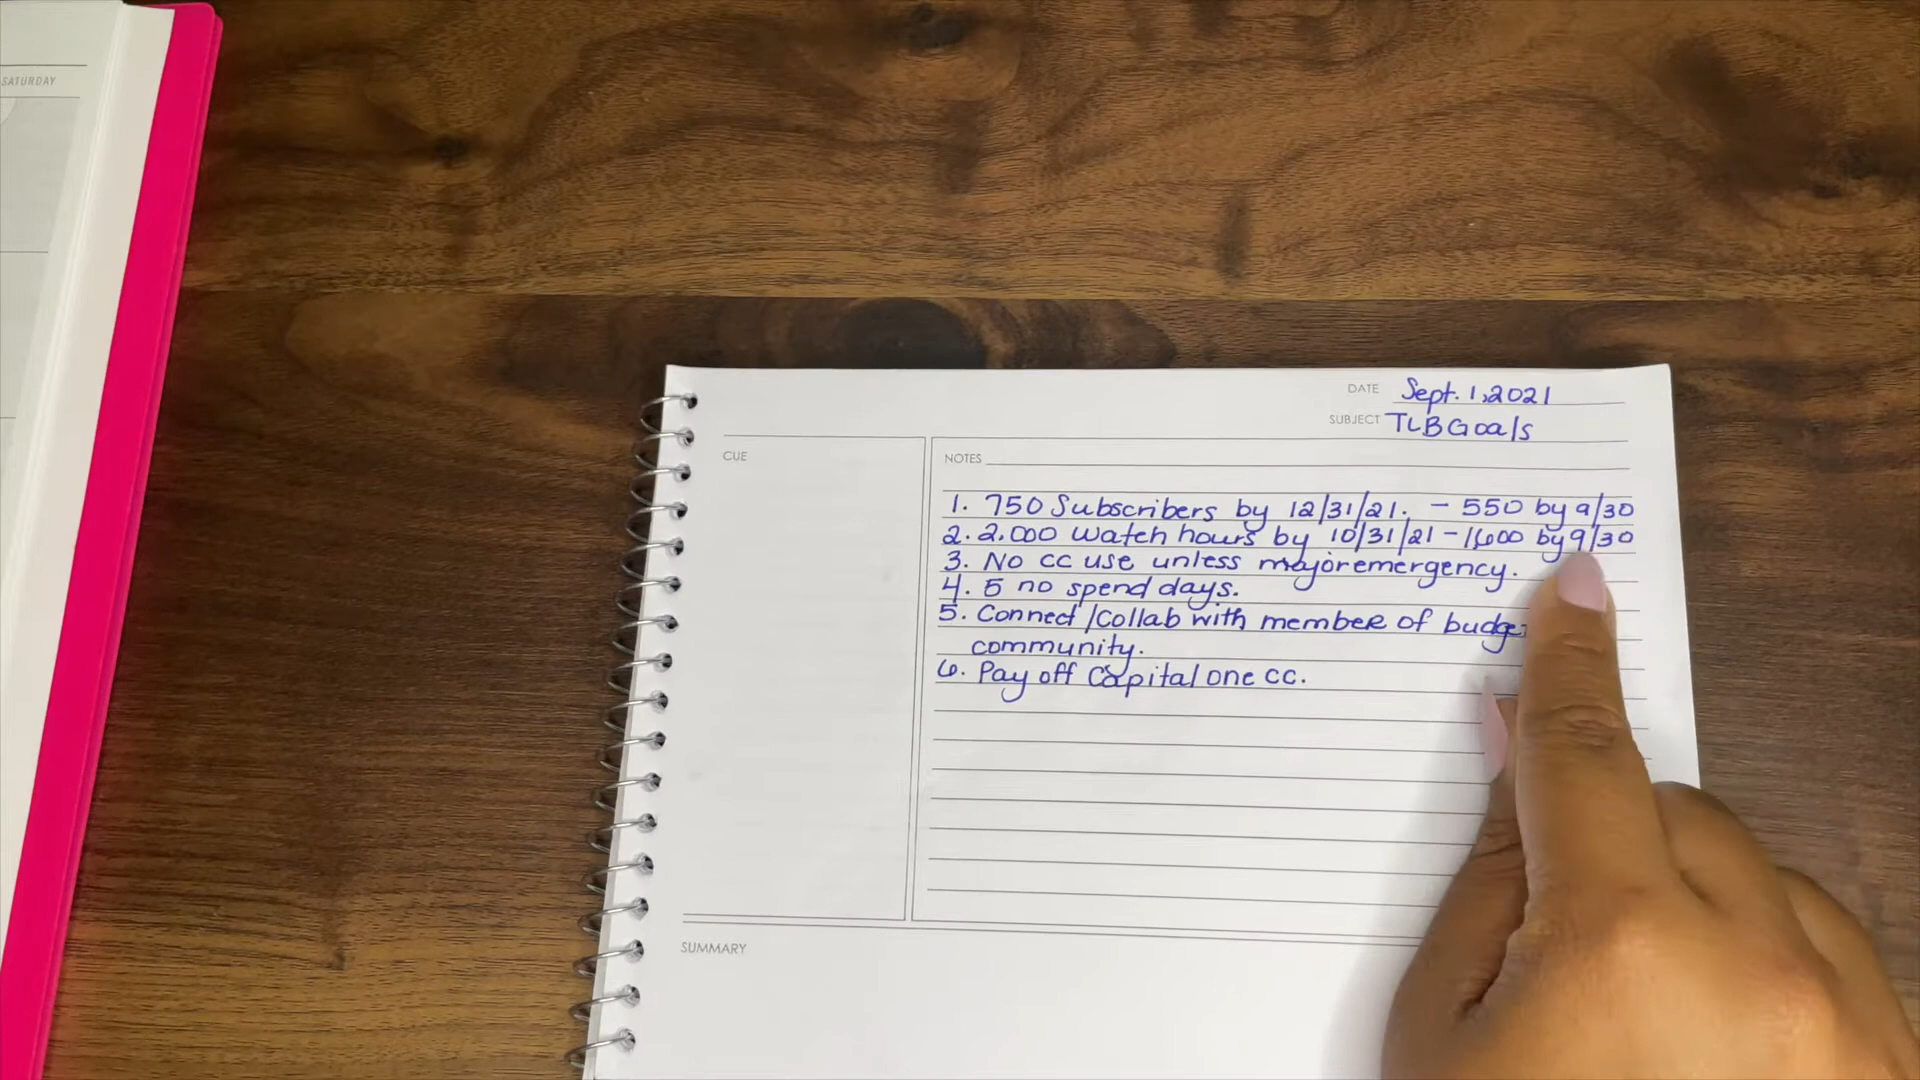 SATURDAY
DATE Sept. 1, 2021
SUBJECT TLB Goals
CUE
NOTES
1. 750 Subscribers by 12/31/21. - 550 by 9/30
2. 2,000 watch hours by 10/31/21 - 1600 by 9/30
3. No cc use unless major emergency.
4. 5 no spend days.
5. Connect/Collab with member of
community.
6. Pay off Capital one cc.
SUMMARY